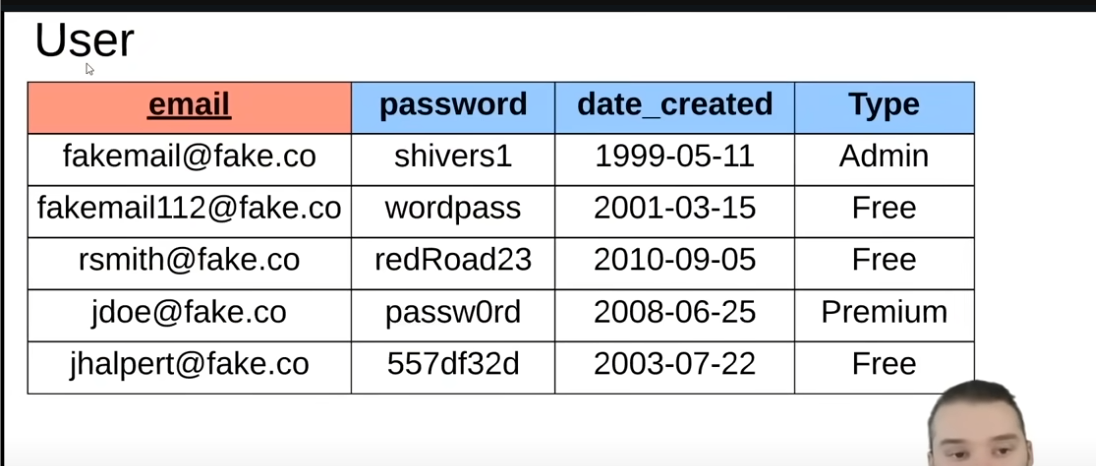 User
email password date_created Type
fakemail@fake.co shivers1 1999-05-11 Admin
fakemail112@fake.co wordpass 2001-03-15 Free
rsmith@fake.co redRoad23 2010-09-05 Free
jdoe@fake.co passw0rd 2008-06-25 Premium
jhalpert@fake.co 557df32d 2003-07-22 Free